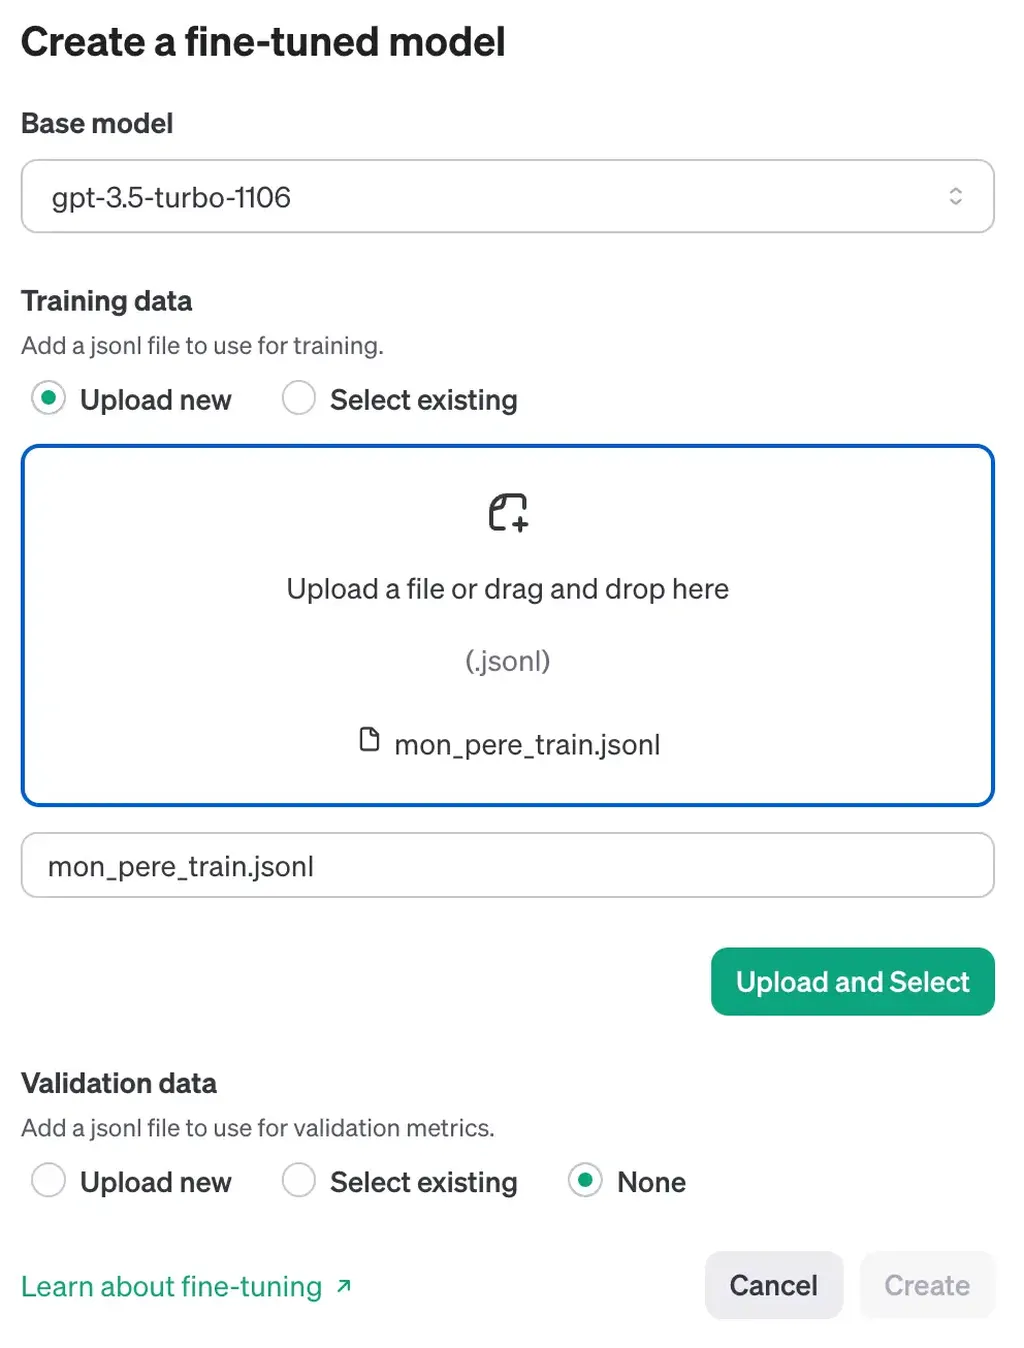 Create a fine-tuned model
Base model
gpt-3.5-turbo-1106
Training data
Add a jsonl file to use for training.
Upload new Select existing
Upload a file or drag and drop here
(.jsonl)
mon_pere_train.jsonl
mon_pere_train.jsonl
Upload and Select
Validation data
Add a jsonl file to use for validation metrics.
Upload new Select existing None
Learn about fine-tuning ↗ Cancel Create